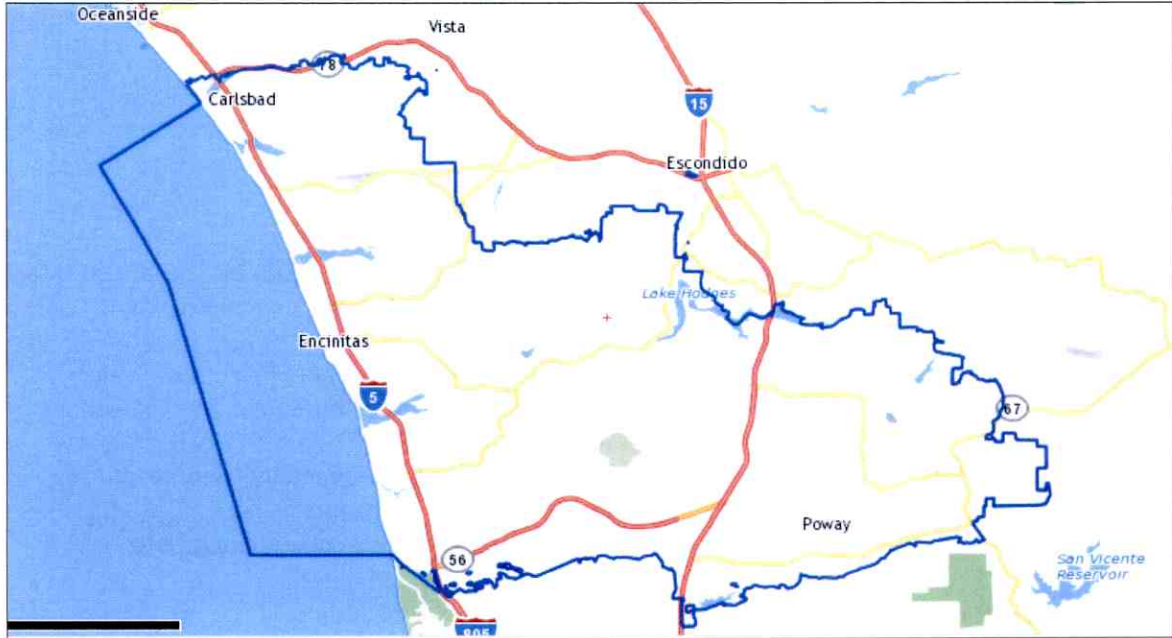 Oceanside
Vista
78
Carlsbad
15
Escondido
Lake Hodges
Encinitas
5
67
Poway
56
San Vicente
Reservoir
805